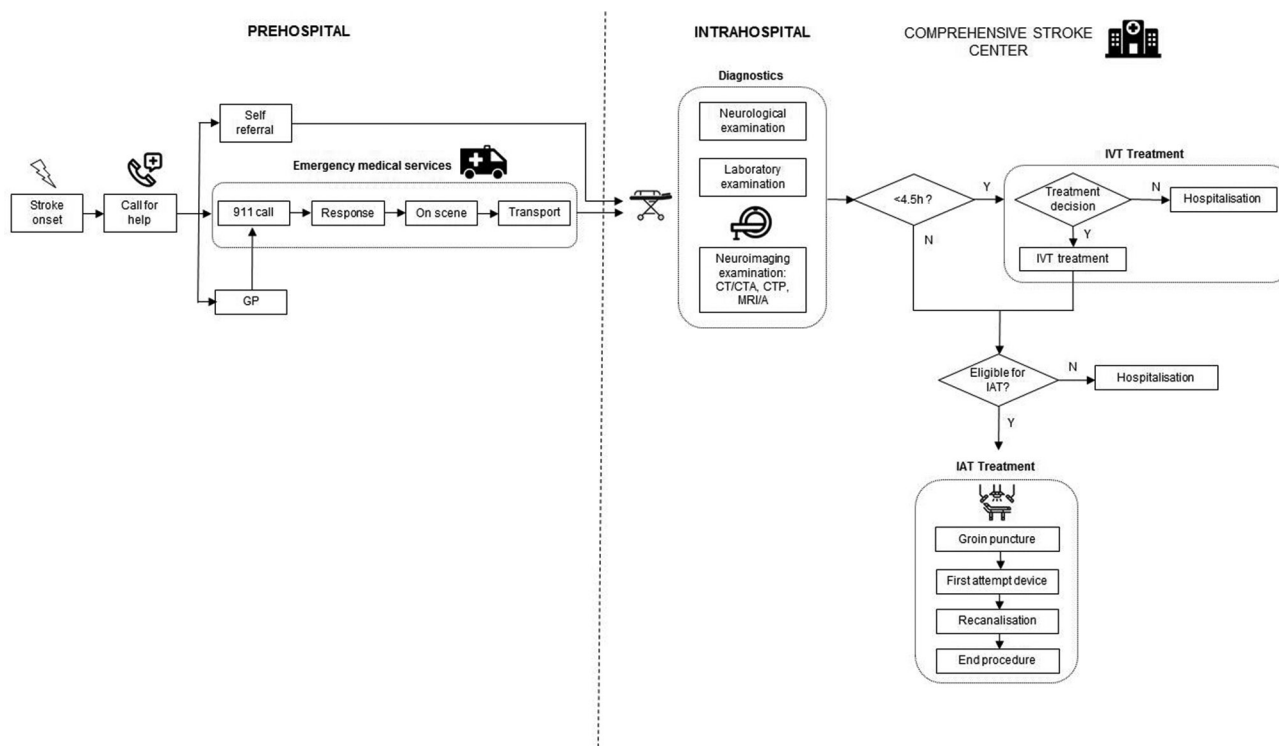 PREHOSPITAL
INTRAHOSPITAL
COMPREHENSIVE STROKE
CENTER
Self
referral
Emergency medical services
Stroke
onset
Call for
help
911 call
Response
On scene
Transport
GP
Diagnostics
Neurological
examination
Laboratory
examination
Neuroimaging
examination:
CT/CTA, CTP,
MRI/A
<4.5h ?
Y
N
IVT Treatment
Treatment
decision
N
Hospitalisation
Y
IVT treatment
Eligible for
IAT?
N
Hospitalisation
Y
IAT Treatment
Groin puncture
First attempt device
Recanalisation
End procedure